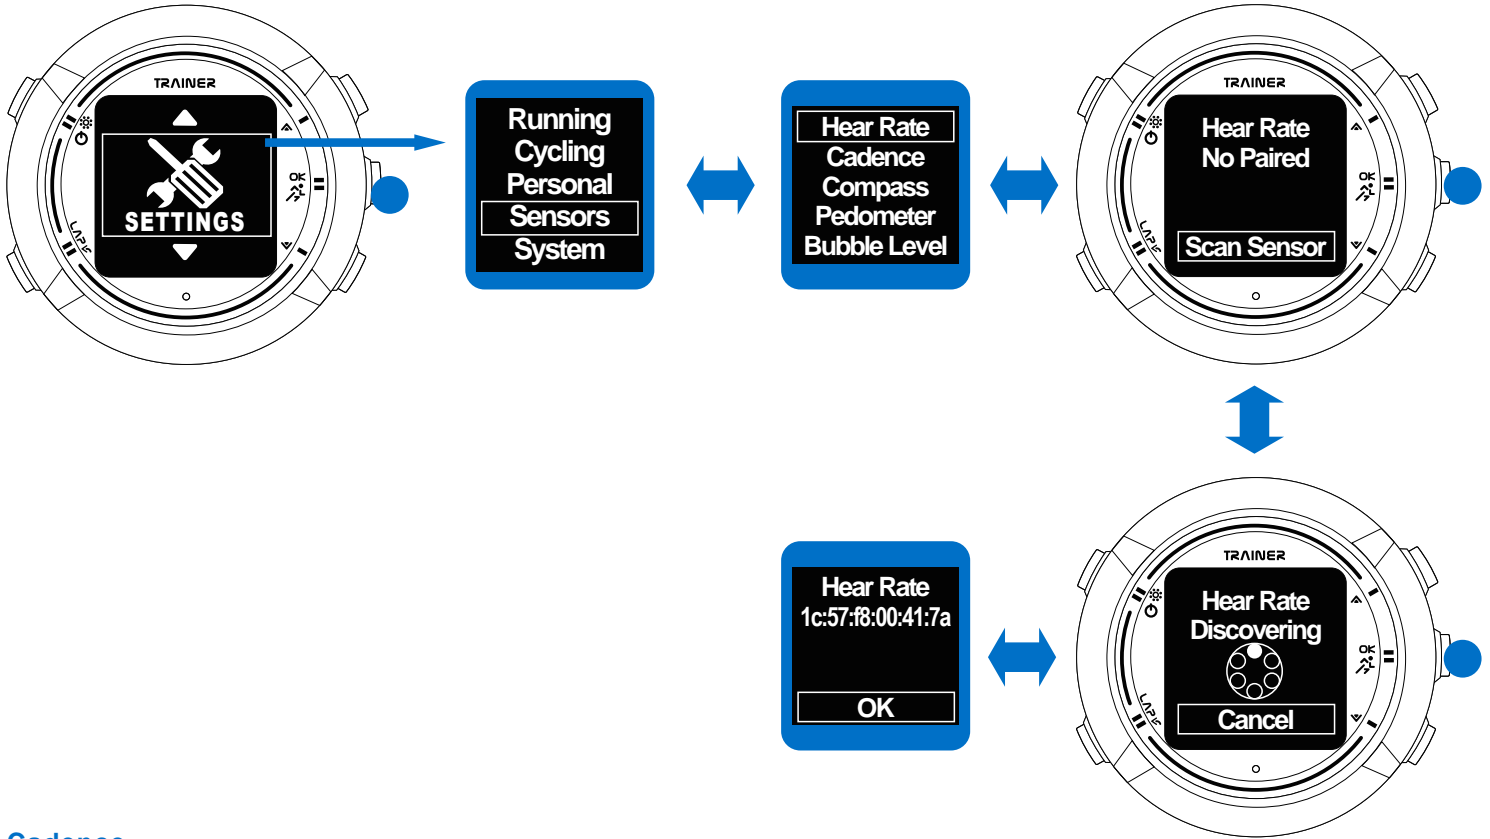 TRAINER
SETTINGS
OK
LAP
Running
Cycling
Personal
Sensors
System
Hear Rate
Cadence
Compass
Pedometer
Bubble Level
TRAINER
Hear Rate
No Paired
Scan Sensor
OK
LAP
Hear Rate
1c:57:f8:00:41:7a
OK
TRAINER
Hear Rate
Discovering
Cancel
OK
LAP
Cadence